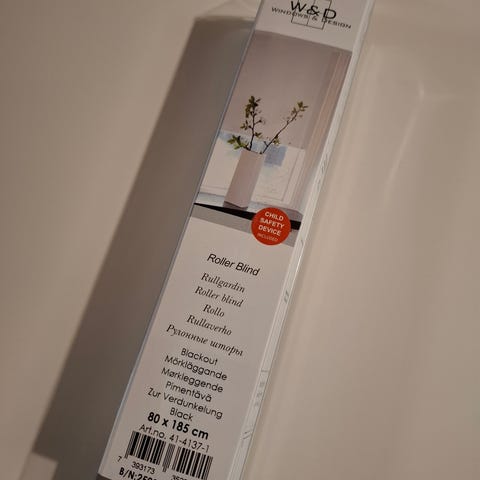 W&D
WINDOWS & DESIGN
CHILD
SAFETY
DEVICE
INCLUDED
Roller Blind
Rullgardin
Roller blind
Rollo
Rullaverho
Рулонные шторы
Blackout
Mörkläggande
Mørkleggende
Pimentävä
Zur Verdunkelung
Black
80 x 185 cm
Art.no. 41-4137-1
7 393173
B/N: